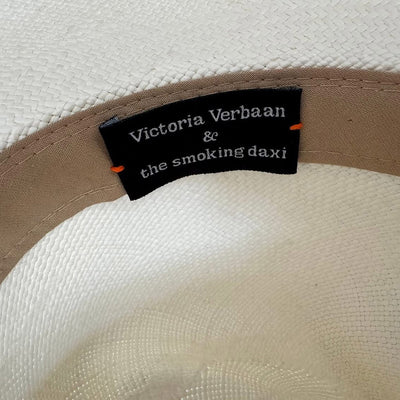 Victoria Verbaan
&
the smoking daxi